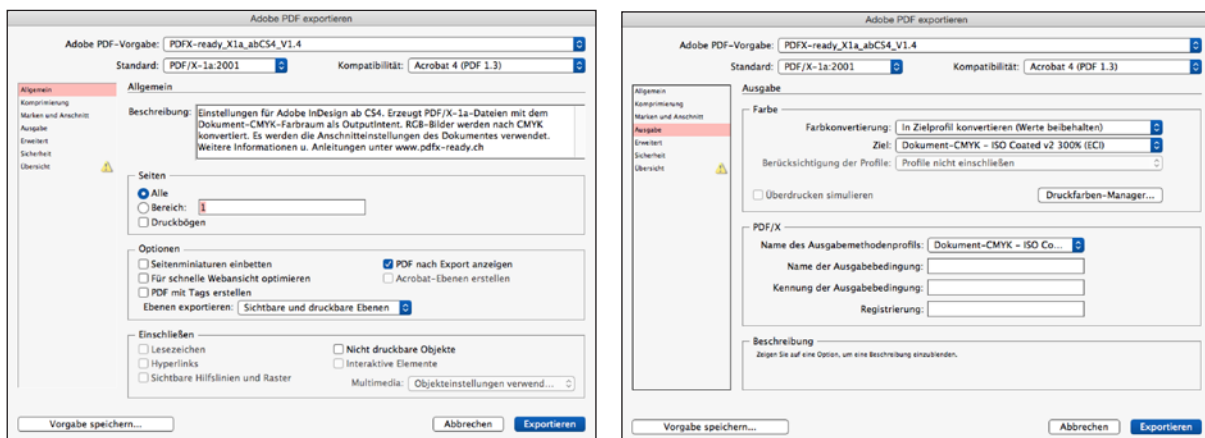 Adobe PDF exportieren
Adobe PDF-Vorgabe: PDFX-ready_X1a_abCS4_V1.4
Standard: PDF/X-1a:2001 Kompatibilität: Acrobat 4 (PDF 1.3)
Allgemein
Komprimierung
Marken und Anschnitt
Ausgabe
Erweitert
Sicherheit
Übersicht
Allgemein
Beschreibung: Einstellungen für Adobe InDesign ab CS4. Erzeugt PDF/X-1a-Dateien mit dem
Dokument-CMYK-Farbraum als OutputIntent. RGB-Bilder werden nach CMYK
konvertiert. Es werden die Anschnitteinstellungen des Dokumentes verwendet.
Weitere Informationen u. Anleitungen unter www.pdfx-ready.ch
Seiten
Alle
Bereich: 1
Druckbögen
Optionen
Seitenminiaturen einbetten PDF nach Export anzeigen
Für schnelle Webansicht optimieren Acrobat-Ebenen erstellen
PDF mit Tags erstellen
Ebenen exportieren: Sichtbare und druckbare Ebenen
Einschließen
Lesezeichen Nicht druckbare Objekte
Hyperlinks Interaktive Elemente
Sichtbare Hilfslinien und Raster Multimedia: Objekteinstellungen verwend...
Vorgabe speichern... Abbrechen Exportieren
Adobe PDF exportieren
Adobe PDF-Vorgabe: PDFX-ready_X1a_abCS4_V1.4
Standard: PDF/X-1a:2001 Kompatibilität: Acrobat 4 (PDF 1.3)
Allgemein
Komprimierung
Marken und Anschnitt
Ausgabe
Erweitert
Sicherheit
Übersicht
Ausgabe
Farbe
Farbkonvertierung: In Zielprofil konvertieren (Werte beibehalten)
Ziel: Dokument-CMYK – ISO Coated v2 300% (ECI)
Berücksichtigung der Profile: Profile nicht einschließen
Überdrucken simulieren Druckfarben-Manager...
PDF/X
Name des Ausgabemethodenprofils: Dokument-CMYK – ISO Co...
Name der Ausgabebedingung:
Kennung der Ausgabebedingung:
Registrierung:
Beschreibung
Zeigen Sie auf eine Option, um eine Beschreibung einzublenden.
Vorgabe speichern... Abbrechen Exportieren